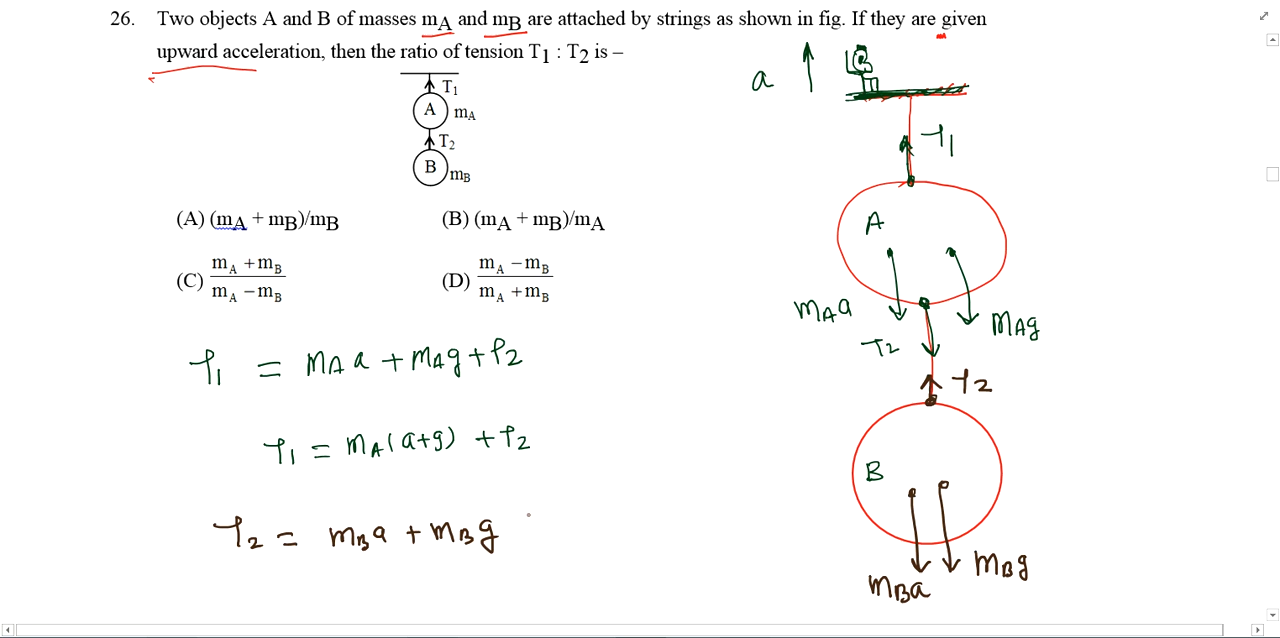 26. Two objects A and B of masses mA and mB are attached by strings as shown in fig. If they are given
upward acceleration, then the ratio of tension T1 : T2 is –
T1
A mA
T2
B mB
(A) (mA + mB)/mB (B) (mA + mB)/mA
(C) (mA + mB)/(mA – mB) (D) (mA – mB)/(mA + mB)
T1 = mAa + mAg + T2
T1 = mA(a+g) + T2
T2 = mBa + mBg
a B
T1
A
mAa mAg
T2
T2
B
mBa mBg